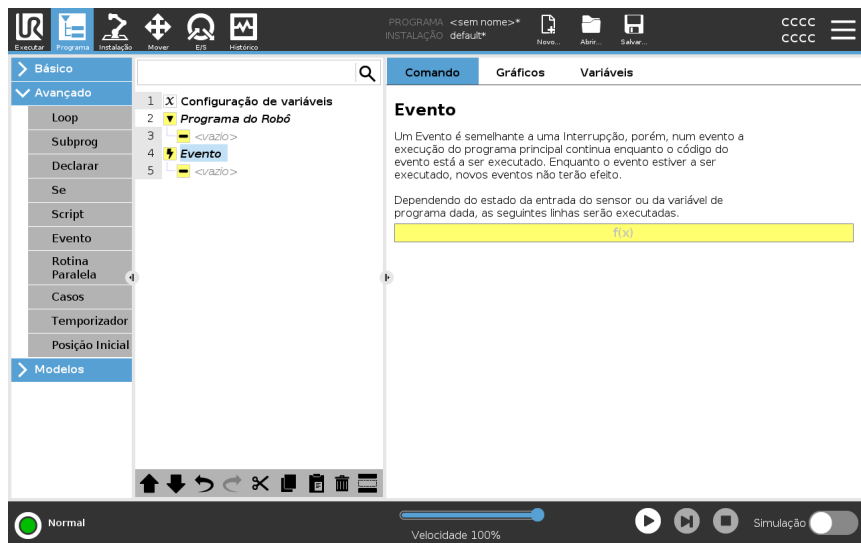 UR
PROGRAMA <sem nome>*
INSTALAÇÃO default*
CCCC
CCCC
Executar Programa Instalação Mover E/S Histórico Novo... Abrir... Salvar...
Básico
Avançado
Loop
Subprog
Declarar
Se
Script
Evento
Rotina
Paralela
Casos
Temporizador
Posição Inicial
Modelos
1 X Configuração de variáveis
2 Programa do Robô
3 <vazio>
4 Evento
5 <vazio>
Comando Gráficos Variáveis
Evento
Um Evento é semelhante a uma Interrupção, porém, num evento a
execução do programa principal continua enquanto o código do
evento está a ser executado. Enquanto o evento estiver a ser
executado, novos eventos não terão efeito.
Dependendo do estado da entrada do sensor ou da variável de
programa dada, as seguintes linhas serão executadas.
f(x)
Normal
Velocidade 100%
Simulação